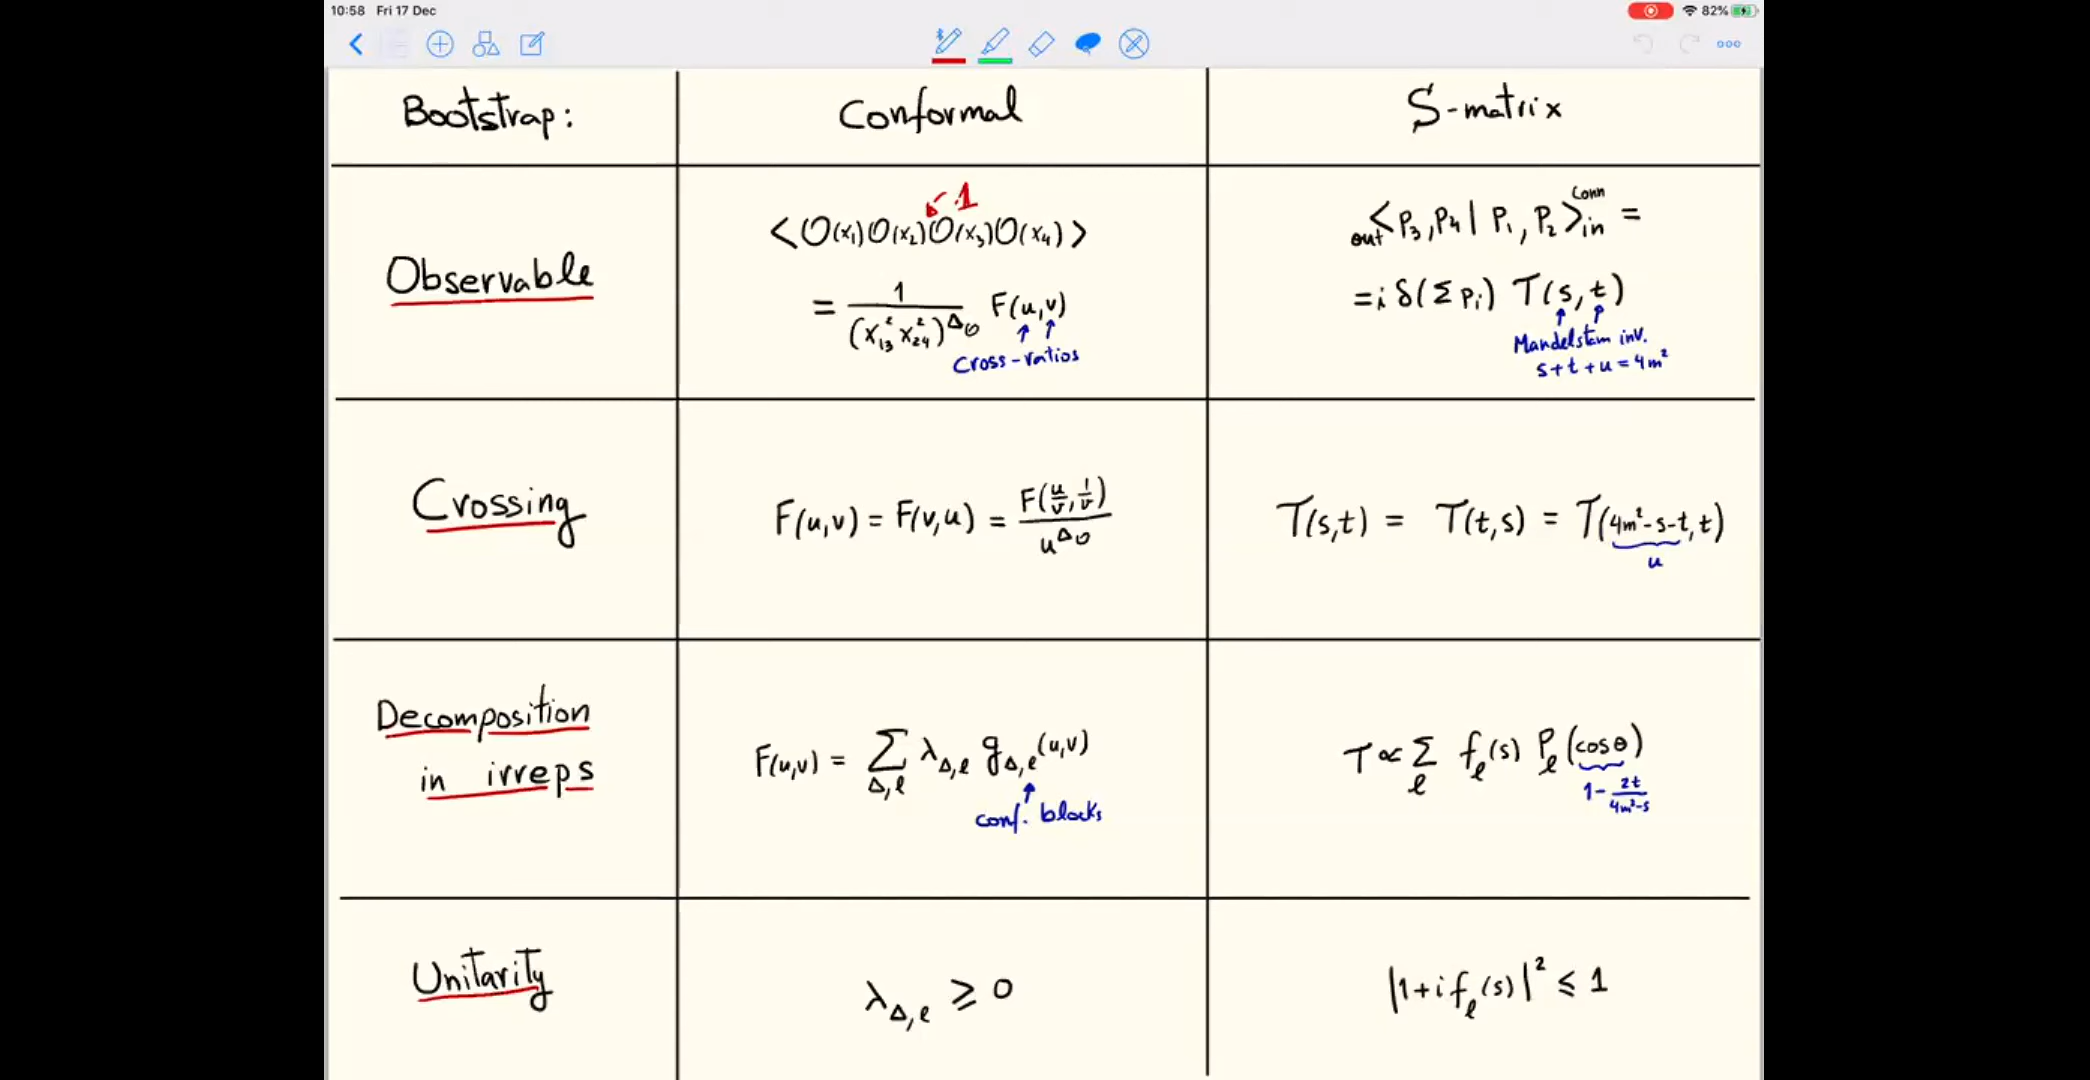 10:58 Fri 17 Dec
82%
Bootstrap: Conformal S-matrix
Observable
1
<O(x₁)O(x₂)O(x₃)O(x₄)>
= 1/(x₁₃² x₂₄²)^Δ_O F(u,v)
Cross-ratios
out<P₃,P₄| P₁,P₂>in^Conn =
= i δ(Σ Pᵢ) T(s,t)
Mandelstam inv.
s+t+u=4m²
Crossing
F(u,v) = F(v,u) = F(u/v, 1/v)/u^Δ_O
T(s,t) = T(t,s) = T(4m²-s-t,t)
u
Decomposition
in irreps
F(u,v) = Σ_Δ,ℓ λ_Δ,ℓ g_Δ,ℓ(u,v)
conf. blocks
T ∝ Σ_ℓ f_ℓ(s) P_ℓ(cosθ)
1 - 2t/(4m²-s)
Unitarity
λ_Δ,ℓ ⩾ 0
|1+i f_ℓ(s)|² ⩽ 1